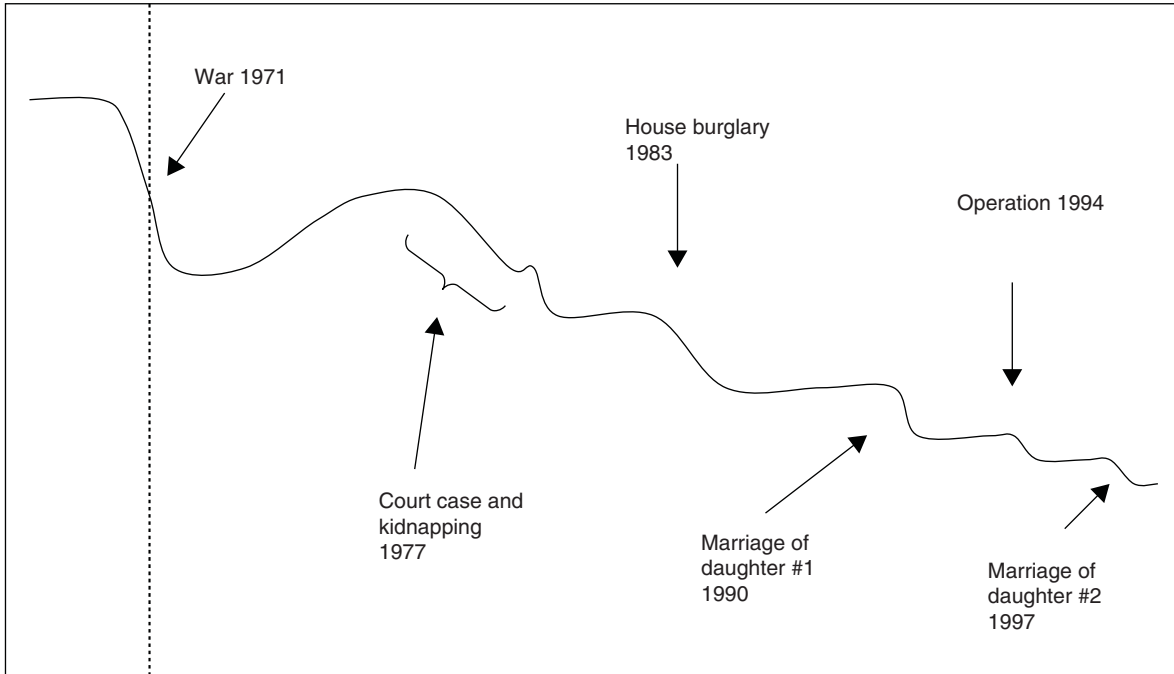 War 1971
House burglary
1983
Operation 1994
Court case and
kidnapping
1977
Marriage of
daughter #1
1990
Marriage of
daughter #2
1997